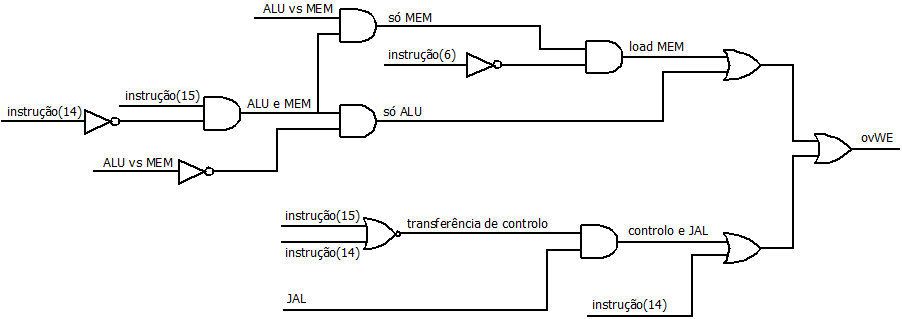 ALU vs MEM
só MEM
instrução(6)
load MEM
instrução(15)
instrução(14)
ALU e MEM
só ALU
ovWE
ALU vs MEM
instrução(15)
transferência de controlo
instrução(14)
controlo e JAL
JAL
instrução(14)